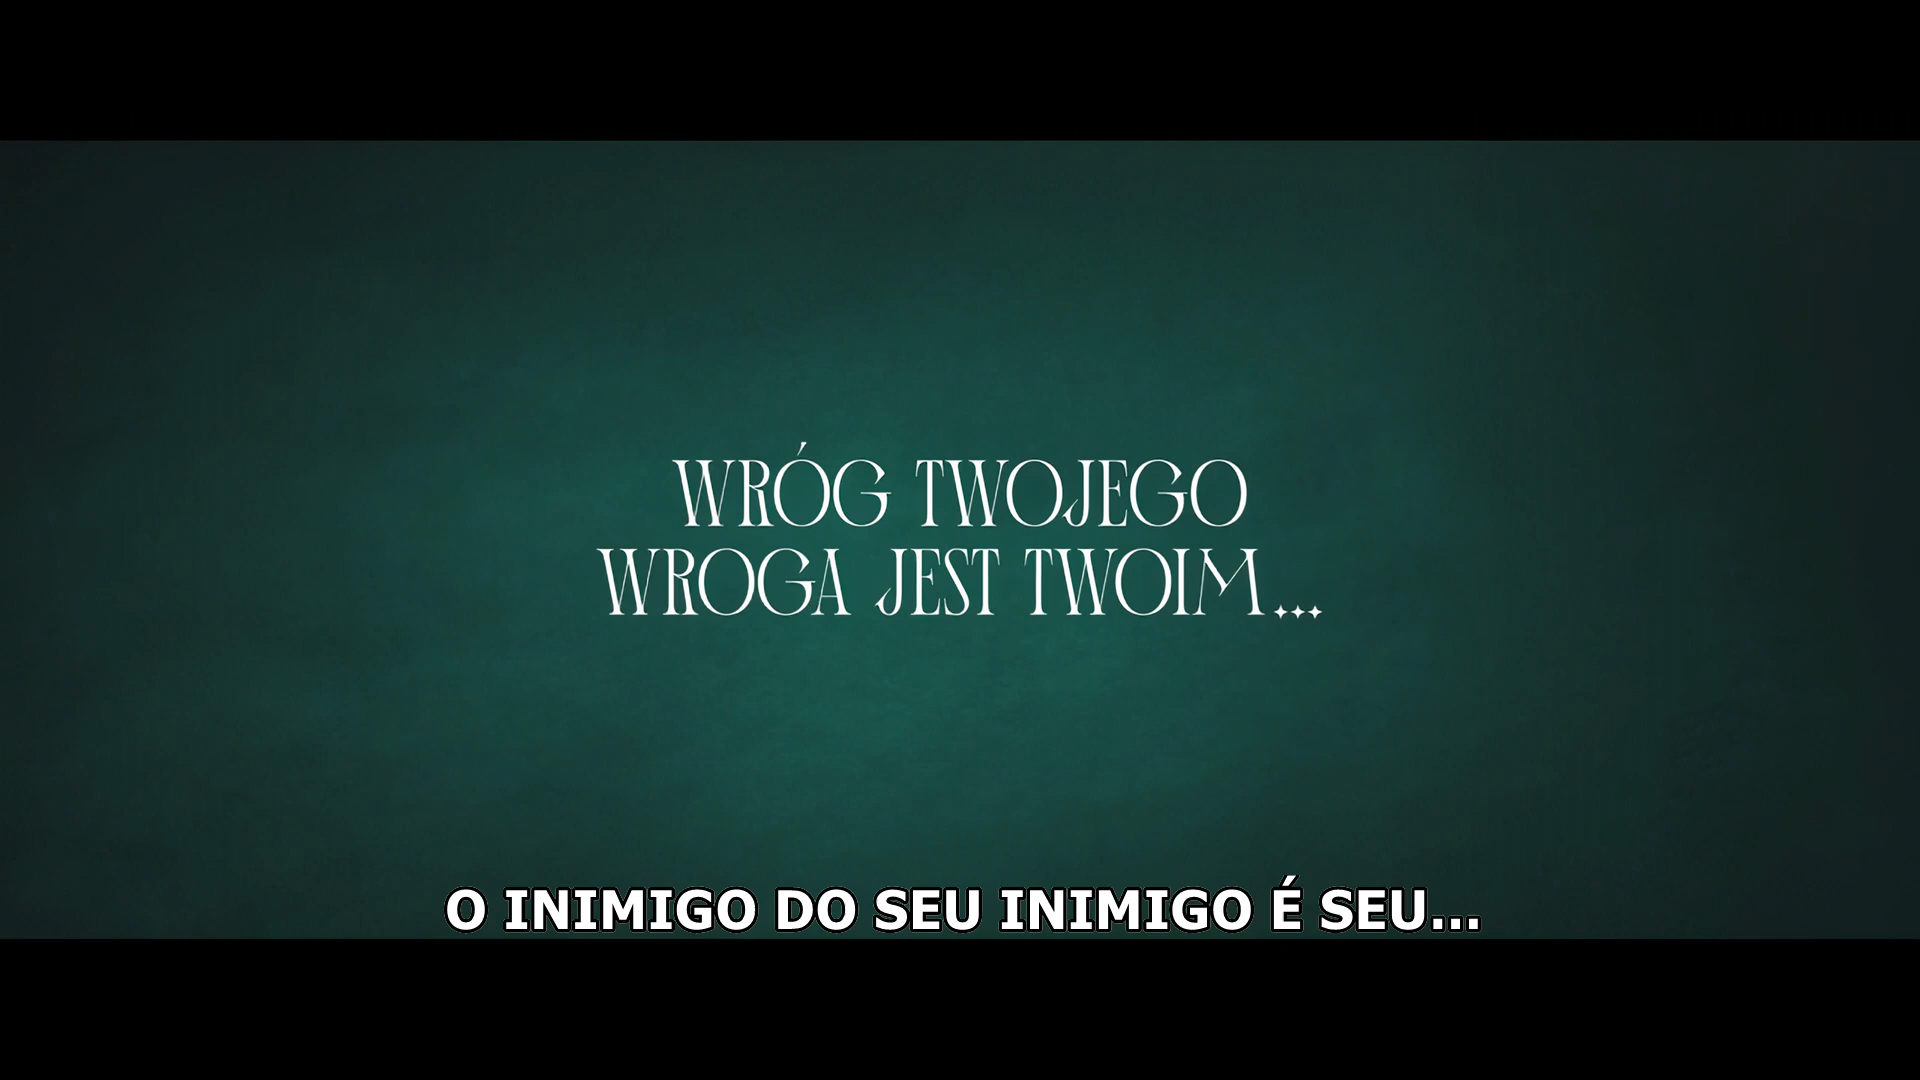 WRÓG TWOJEGO
WROGA JEST TWOIM...
O INIMIGO DO SEU INIMIGO É SEU...